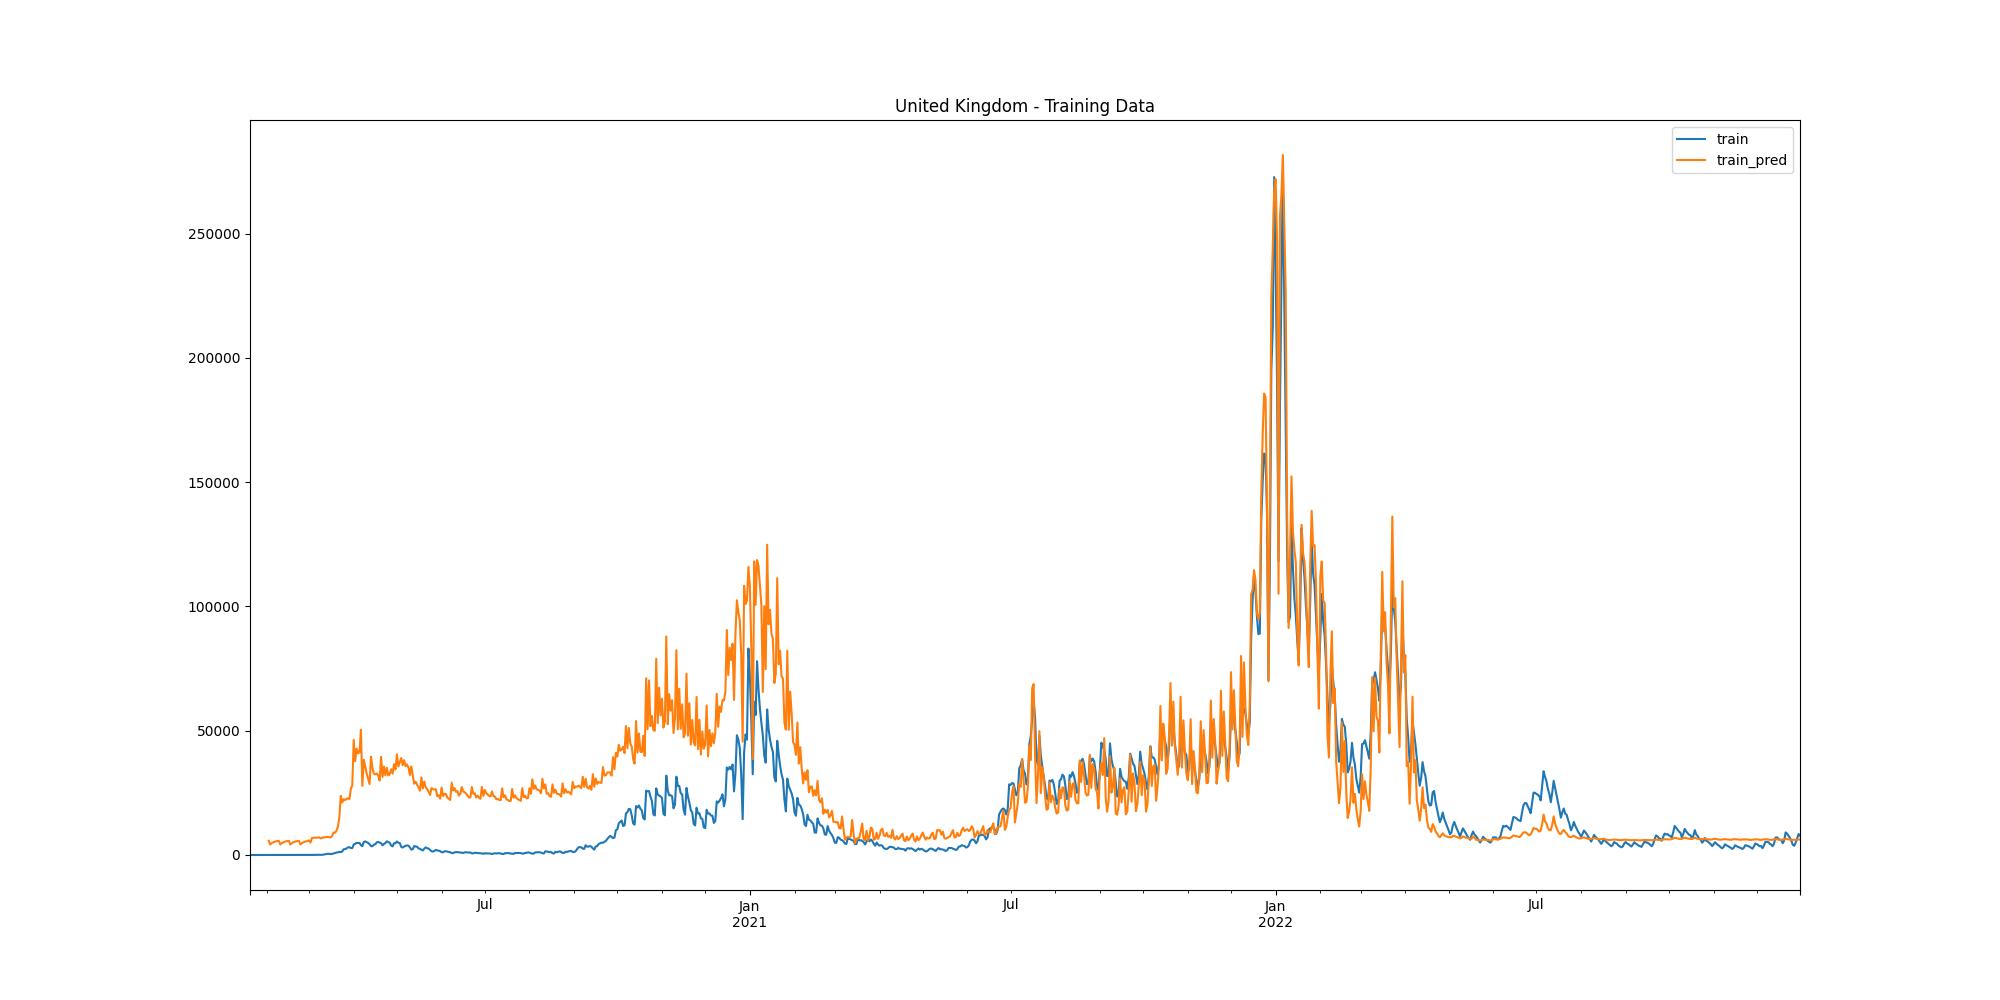 United Kingdom - Training Data
train
train_pred
250000
200000
150000
100000
50000
0
Jul
Jan
2021
Jul
Jan
2022
Jul